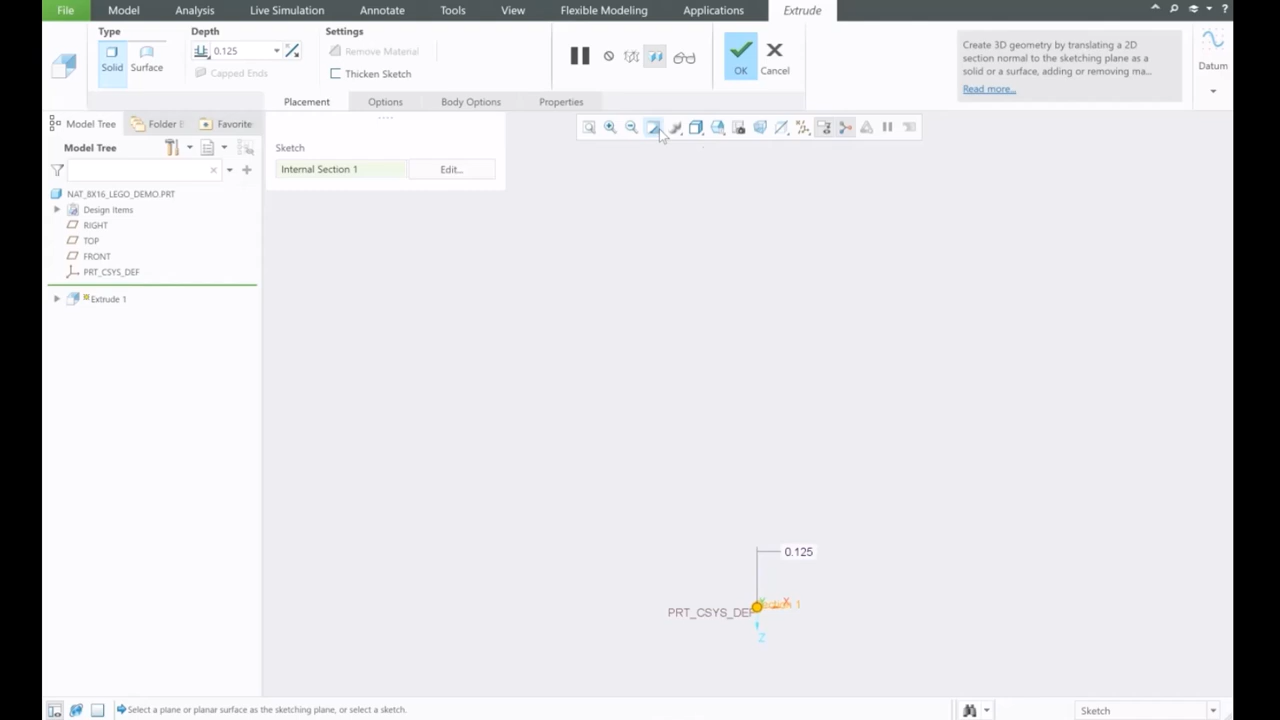 File Model Analysis Live Simulation Annotate Tools View Flexible Modeling Applications Extrude
Type Depth Settings
0.125 Remove Material
Solid Surface Capped Ends Thicken Sketch
OK Cancel
Create 3D geometry by translating a 2D
section normal to the sketching plane as a
solid or a surface, adding or removing ma...
Read more...
Datum
Placement Options Body Options Properties
Model Tree Folder Favorite
Model Tree
Sketch
Internal Section 1 Edit...
NAT_8X16_LEGO_DEMO.PRT
Design Items
RIGHT
TOP
FRONT
PRT_CSYS_DEF
Extrude 1
0.125
PRT_CSYS_DEF
X
1
Z
Select a plane or planar surface as the sketching plane, or select a sketch.
Sketch